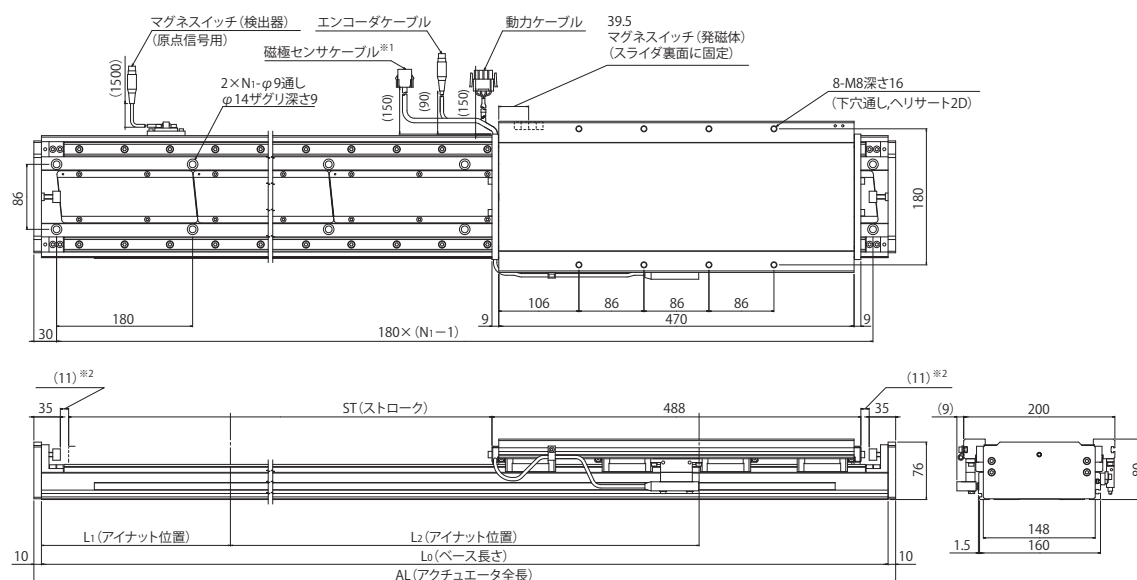 マグネスイッチ(検出器)
(原点信号用)
エンコーダケーブル
動力ケーブル
39.5
マグネスイッチ(発磁体)
(スライダ裏面に固定)
磁極センサケーブル※1
(1500)
2×N1-φ9通し
φ14ザグリ深さ9
(150)
(90)
(150)
8-M8深さ16
(下穴通し,ヘリサート2D)
86
180
106
86
86
86
180
9
470
9
30
180×(N1-1)
(11)※2
(11)※2
35
ST(ストローク)
488
35
(9)
200
76
80
L1(アイナット位置)
L2(アイナット位置)
148
10
L0(ベース長さ)
10
1.5
160
AL(アクチュエータ全長)